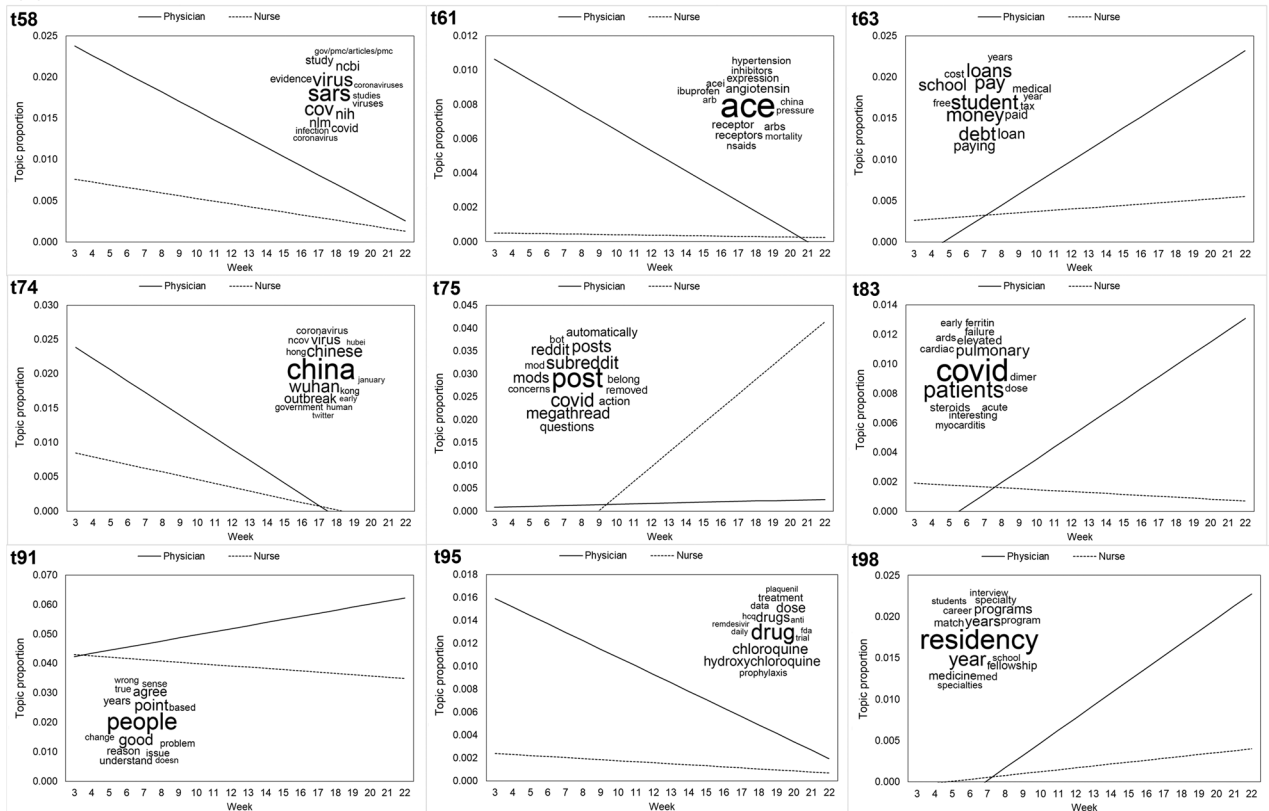 t58
Physician Nurse
0.025
0.020
0.015
0.010
0.005
0.000
Topic proportion
gov/pmc/articles/pmc
study ncbi
evidence virus coronaviruses
sars studies
cov viruses
nlm nih
infection covid
coronavirus
3 4 5 6 7 8 9 10 11 12 13 14 15 16 17 18 19 20 21 22
Week
t61
Physician Nurse
0.012
0.010
0.008
0.006
0.004
0.002
0.000
Topic proportion
hypertension
inhibitors
acei expression
ibuprofen angiotensin
arb ace china
pressure
receptor arbs
receptors mortality
nsaids
3 4 5 6 7 8 9 10 11 12 13 14 15 16 17 18 19 20 21 22
Week
t63
Physician Nurse
0.025
0.020
0.015
0.010
0.005
0.000
Topic proportion
years
cost loans
school pay medical
free student year
tax
money paid
debt loan
paying
3 4 5 6 7 8 9 10 11 12 13 14 15 16 17 18 19 20 21 22
Week
t74
Physician Nurse
0.030
0.025
0.020
0.015
0.010
0.005
0.000
Topic proportion
coronavirus
ncov virus hubei
hong chinese
china
january
wuhan kong
outbreak early
government human
twitter
3 4 5 6 7 8 9 10 11 12 13 14 15 16 17 18 19 20 21 22
Week
t75
Physician Nurse
0.045
0.040
0.035
0.030
0.025
0.020
0.015
0.010
0.005
0.000
Topic proportion
automatically
bot
reddit posts
mod subreddit
mods post belong
concerns removed
covid action
megathread
questions
3 4 5 6 7 8 9 10 11 12 13 14 15 16 17 18 19 20 21 22
Week
t83
Physician Nurse
0.014
0.012
0.010
0.008
0.006
0.004
0.002
0.000
Topic proportion
early ferritin
failure
ards elevated
cardiac pulmonary
covid dimer
patients dose
steroids acute
interesting
myocarditis
3 4 5 6 7 8 9 10 11 12 13 14 15 16 17 18 19 20 21 22
Week
t91
Physician Nurse
0.070
0.060
0.050
0.040
0.030
0.020
0.010
0.000
Topic proportion
wrong sense
true agree
years point based
people
change good problem
reason issue
understand doesn
3 4 5 6 7 8 9 10 11 12 13 14 15 16 17 18 19 20 21 22
Week
t95
Physician Nurse
0.018
0.016
0.014
0.012
0.010
0.008
0.006
0.004
0.002
0.000
Topic proportion
plaquenil
treatment
data dose
hcq drugs anti
remdesivir drug fda
daily trial
chloroquine
hydroxychloroquine
prophylaxis
3 4 5 6 7 8 9 10 11 12 13 14 15 16 17 18 19 20 21 22
Week
t98
Physician Nurse
0.025
0.020
0.015
0.010
0.005
0.000
Topic proportion
interview
students specialty
career programs
match years program
residency
year school
fellowship
medicine med
specialties
3 4 5 6 7 8 9 10 11 12 13 14 15 16 17 18 19 20 21 22
Week